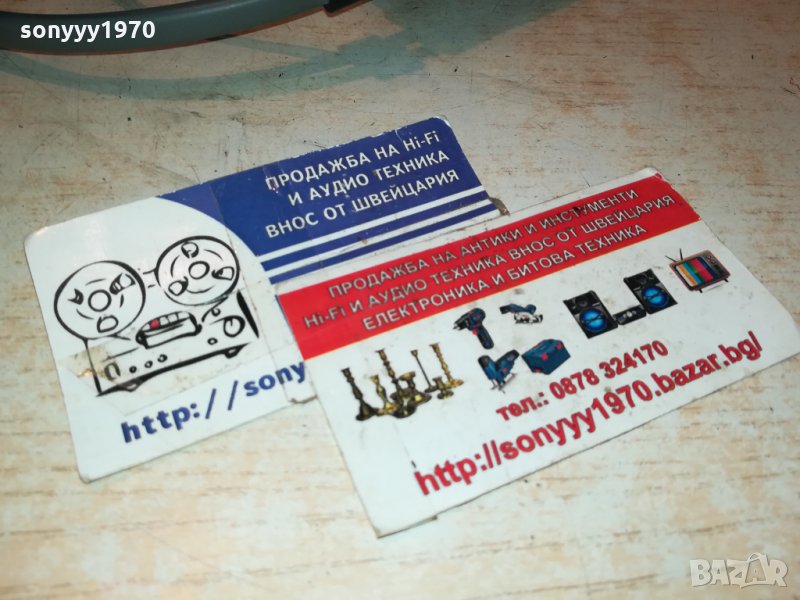 sonyyy1970
ПРОДАЖБА НА Hi-Fi
И АУДИО ТЕХНИКА
ВНОС ОТ ШВЕЙЦАРИЯ
http://sony
ПРОДАЖБА НА АНТИКИ И ИНСТУМЕНТИ
Hi-Fi И АУДИО ТЕХНИКА ВНОС ОТ ШВЕЙЦАРИЯ
ЕЛЕКТРОНИКА И БИТОВА ТЕХНИКА
тел.: 0878 324170
http://sonyyy1970.bazar.bg/
BAZAR